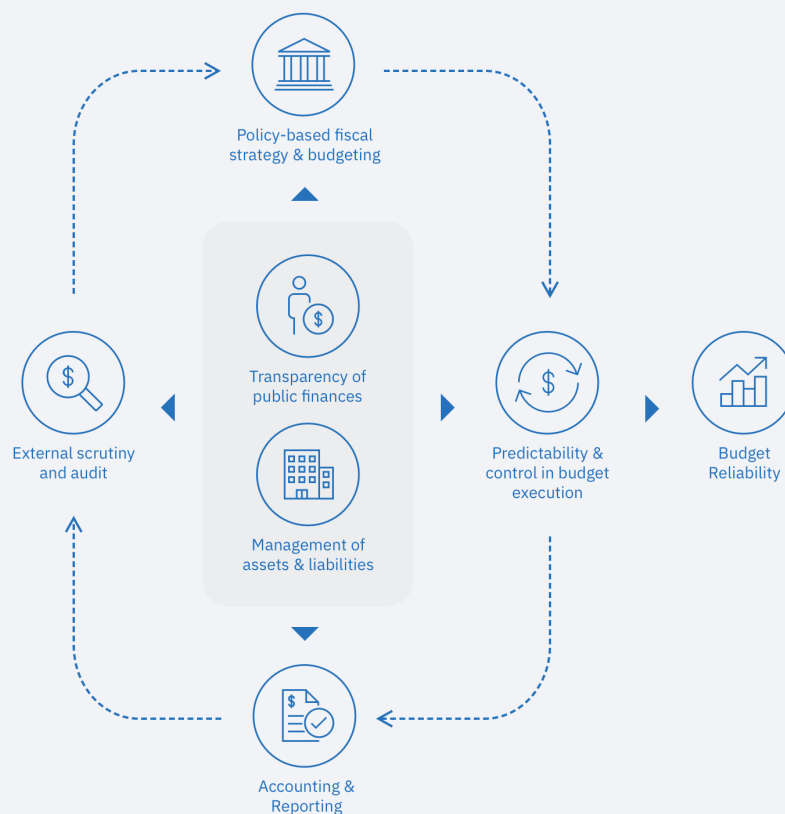 Policy-based fiscal
strategy & budgeting
Transparency of
public finances
External scrutiny
and audit
Predictability &
control in budget
execution
Budget
Reliability
Management of
assets & liabilities
Accounting &
Reporting